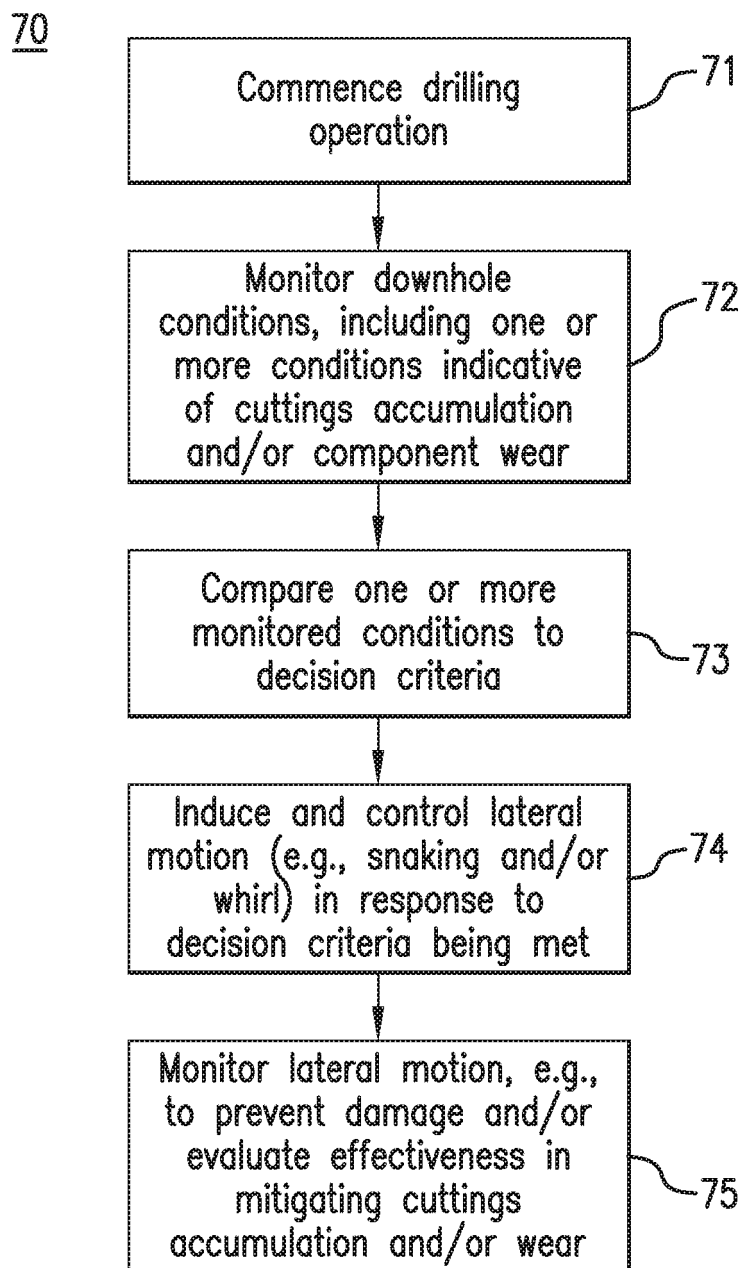 70
Commence drilling
operation
71
Monitor downhole
conditions, including one or
more conditions indicative
of cuttings accumulation
and/or component wear
72
Compare one or more
monitored conditions to
decision criteria
73
Induce and control lateral
motion (e.g., snaking and/or
whirl) in response to
decision criteria being met
74
Monitor lateral motion, e.g.,
to prevent damage and/or
evaluate effectiveness in
mitigating cuttings
accumulation and/or wear
75